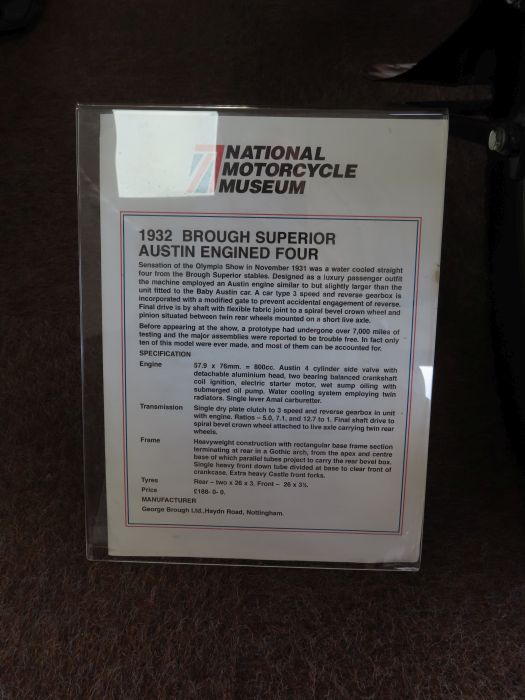 NATIONAL
MOTORCYCLE
MUSEUM
1932 BROUGH SUPERIOR
AUSTIN ENGINED FOUR
Sensation of the Olympia Show in November 1931 was a water cooled straight
four from the Brough Superior stables. Designed as a luxury passenger outfit
the machine employed an Austin engine similar to but slightly larger than the
unit fitted to the Baby Austin car. A car type 3 speed and reverse gearbox is
incorporated with a modified gate to prevent accidental engagement of reverse.
Final drive is by shaft with flexible fabric joint to a spiral bevel crown wheel and
pinion situated between twin rear wheels mounted on a short live axle.
Before appearing at the show, a prototype had undergone over 7,000 miles of
testing and the major assemblies were reported to be trouble free. In fact only
ten of this model were ever made, and most of them can be accounted for.
SPECIFICATION
Engine 57.9 x 76mm. = 800cc. Austin 4 cylinder side valve with
detachable aluminium head, two bearing balanced crankshaft
coil ignition, electric starter motor, wet sump oiling with
submerged oil pump. Water cooling system employing twin
radiators. Single lever Amal carburetter.
Transmission Single dry plate clutch to 3 speed and reverse gearbox in unit
with engine. Ratios – 5.0, 7.1, and 12.7 to 1. Final shaft drive to
spiral bevel crown wheel attached to live axle carrying twin rear
wheels.
Frame Heavyweight construction with rectangular base frame section
terminating at rear in a Gothic arch, from the apex and centre
base of which parallel tubes project to carry the rear bevel box.
Single heavy front down tube divided at base to clear front of
crankcase. Extra heavy Castle front forks.
Tyres Rear – two x 26 x 3, Front – 26 x 3½.
Price £188- 0- 0.
MANUFACTURER
George Brough Ltd.,Haydn Road, Nottingham.